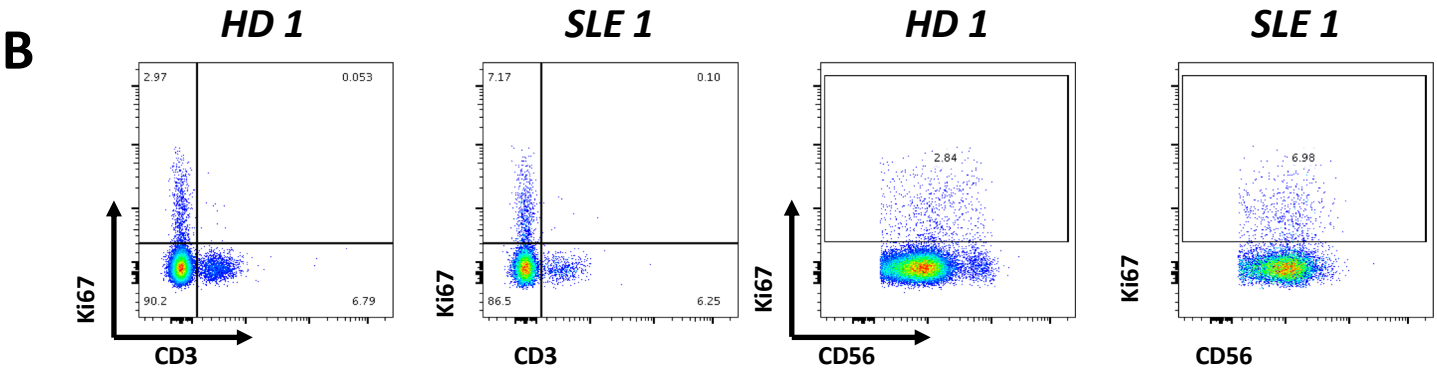 B
HD 1
SLE 1
HD 1
SLE 1
2.97
0.053
90.2
6.79
Ki67
CD3
7.17
0.10
86.5
6.25
Ki67
CD3
2.84
Ki67
CD56
6.98
Ki67
CD56